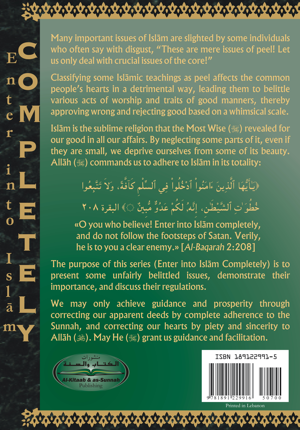 Enter into Islām
COMPLETELY
Many important issues of Islām are slighted by some individuals
who often say with disgust, “These are mere issues of peel! Let
us only deal with crucial issues of the core!”
Classifying some Islāmic teachings as peel affects the common
people's hearts in a detrimental way, leading them to belittle
various acts of worship and traits of good manners, thereby
approving wrong and rejecting good based on a whimsical scale.
Islām is the sublime religion that the Most Wise (ﷻ) revealed for
our good in all our affairs. By neglecting some parts of it, even if
they are small, we deprive ourselves from some of its beauty.
Allāh (ﷻ) commands us to adhere to Islām in its totality:
﴿يَـٰٓأَيُّهَا ٱلَّذِينَ ءَامَنُوا۟ ٱدْخُلُوا۟ فِي ٱلسِّلْمِ كَآفَّةً، وَلَا تَتَّبِعُوا۟
خُطُوَٰتِ ٱلشَّيْطَـٰنِ، إِنَّهُۥ لَكُمْ عَدُوٌّ مُّبِينٌ﴾ البقرة ٢٠٨
«O you who believe! Enter into Islām completely,
and do not follow the footsteps of Satan. Verily,
he is to you a clear enemy.» [Al-Baqarah 2:208]
The purpose of this series (Enter into Islām Completely) is to
present some unfairly belittled issues, demonstrate their
importance, and discuss their regulations.
We may only achieve guidance and prosperity through
correcting our apparent deeds by complete adherence to the
Sunnah, and correcting our hearts by piety and sincerity to
Allāh (ﷻ). May He (ﷻ) grant us guidance and facilitation.
منشورات
الكتاب والسنة
Al-Kitaab & as-Sunnah
Publishing
ISBN 189122991-5
9 781891 229916
50700
Printed in Lebanon